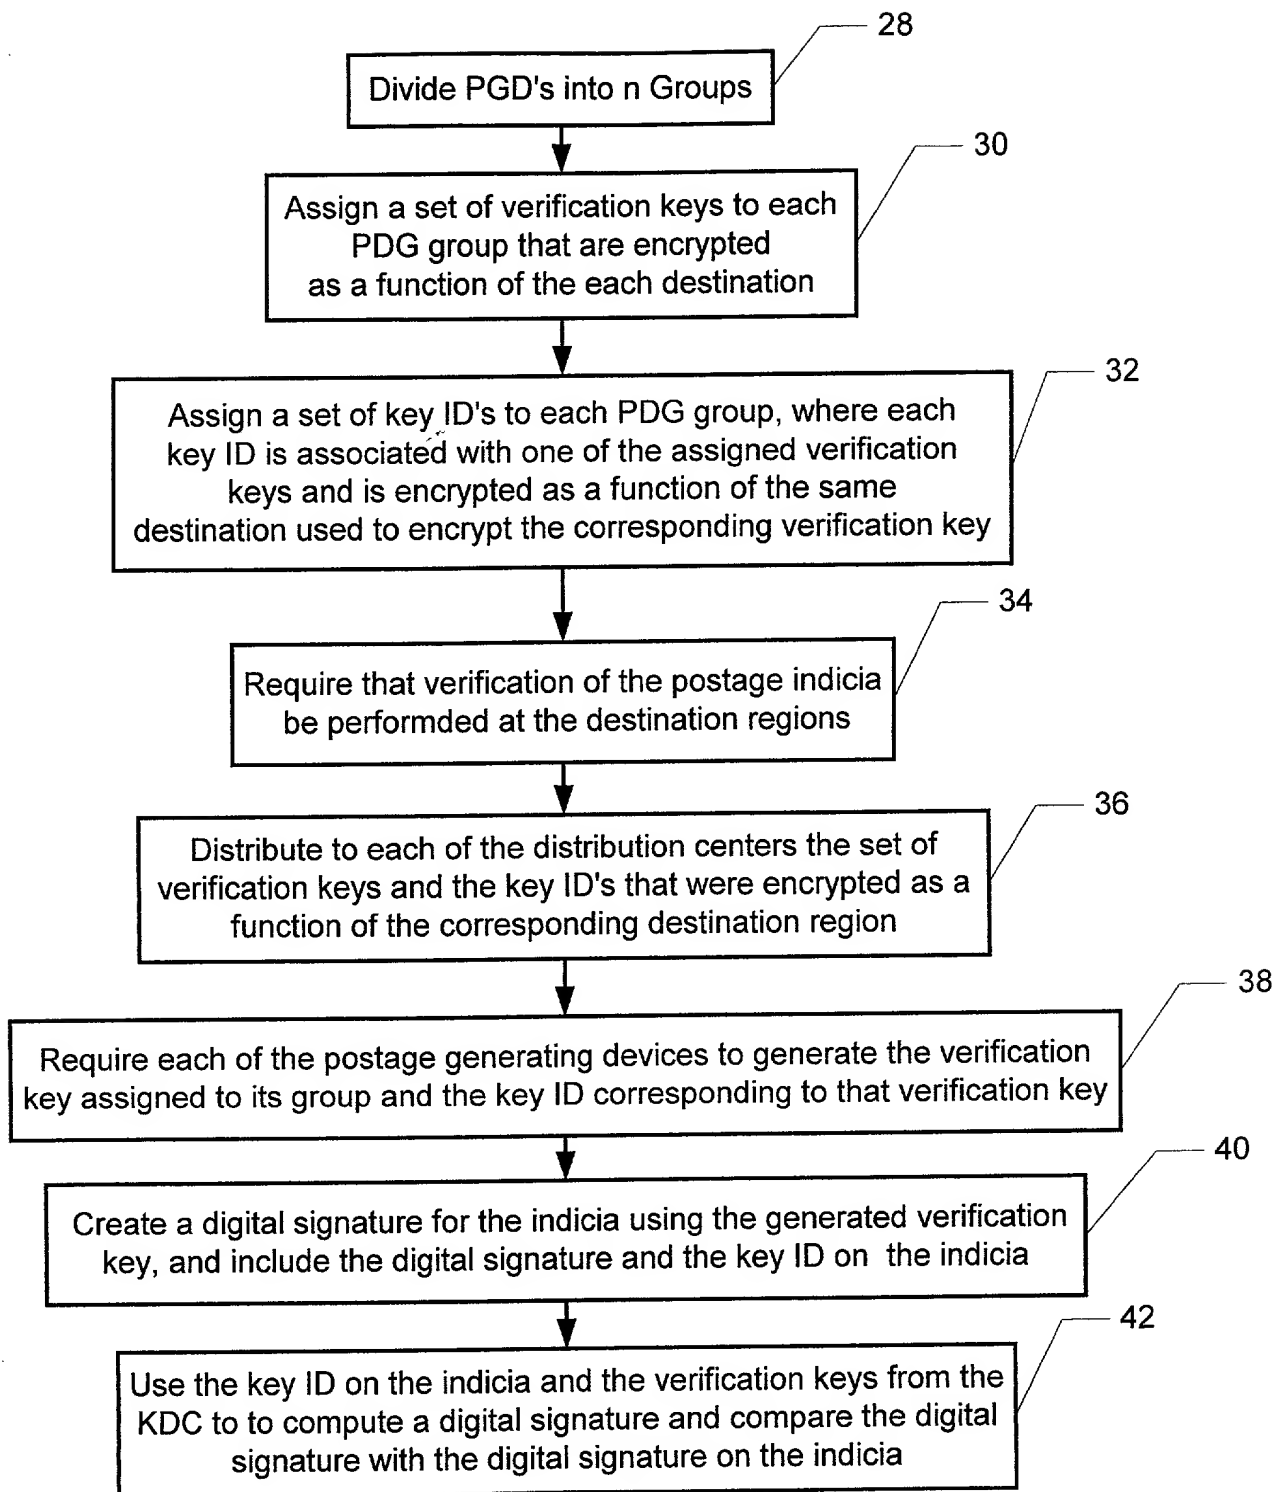 28
Divide PGD's into n Groups
30
Assign a set of verification keys to each
PDG group that are encrypted
as a function of the each destination
32
Assign a set of key ID's to each PDG group, where each
key ID is associated with one of the assigned verification
keys and is encrypted as a function of the same
destination used to encrypt the corresponding verification key
34
Require that verification of the postage indicia
be performded at the destination regions
36
Distribute to each of the distribution centers the set of
verification keys and the key ID's that were encrypted as a
function of the corresponding destination region
38
Require each of the postage generating devices to generate the verification
key assigned to its group and the key ID corresponding to that verification key
40
Create a digital signature for the indicia using the generated verification
key, and include the digital signature and the key ID on the indicia
42
Use the key ID on the indicia and the verification keys from the
KDC to to compute a digital signature and compare the digital
signature with the digital signature on the indicia